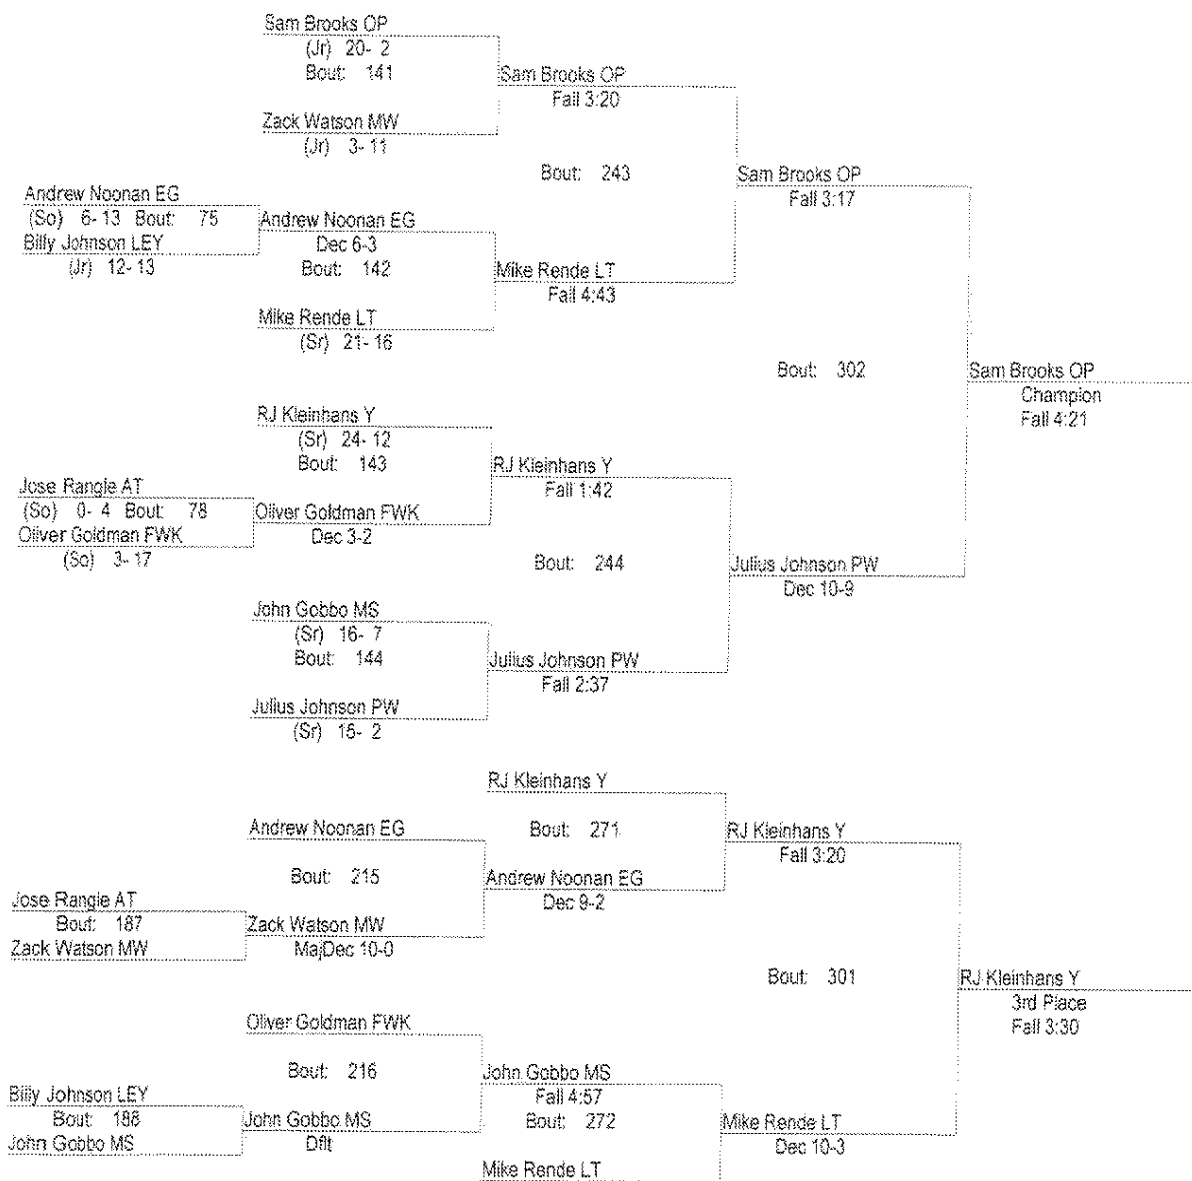 Sam Brooks OP
(Jr) 20- 2
Bout: 141
Sam Brooks OP
Fall 3:20
Zack Watson MW
(Jr) 3- 11
Bout: 243
Sam Brooks OP
Fall 3:17
Andrew Noonan EG
(So) 6- 13 Bout: 75
Andrew Noonan EG
Billy Johnson LEY
Dec 6-3
(Jr) 12- 13
Bout: 142
Mike Rende LT
Fall 4:43
Mike Rende LT
(Sr) 21- 16
Bout: 302
Sam Brooks OP
Champion
Fall 4:21
RJ Kleinhans Y
(Sr) 24- 12
Bout: 143
RJ Kleinhans Y
Fall 1:42
Jose Rangle AT
(So) 0- 4 Bout: 78
Oliver Goldman FWK
Oliver Goldman FWK
Dec 3-2
(So) 3- 17
Bout: 244
Julius Johnson PW
Dec 10-9
John Gobbo MS
(Sr) 16- 7
Bout: 144
Julius Johnson PW
Fall 2:37
Julius Johnson PW
(Sr) 15- 2
RJ Kleinhans Y
Bout: 271
RJ Kleinhans Y
Fall 3:20
Andrew Noonan EG
Bout: 215
Andrew Noonan EG
Dec 9-2
Jose Rangle AT
Bout: 187
Zack Watson MW
Zack Watson MW
MajDec 10-0
Bout: 301
RJ Kleinhans Y
3rd Place
Fall 3:30
Oliver Goldman FWK
Bout: 216
John Gobbo MS
Fall 4:57
Billy Johnson LEY
Bout: 188
John Gobbo MS
John Gobbo MS
Dflt
Bout: 272
Mike Rende LT
Dec 10-3
Mike Rende LT